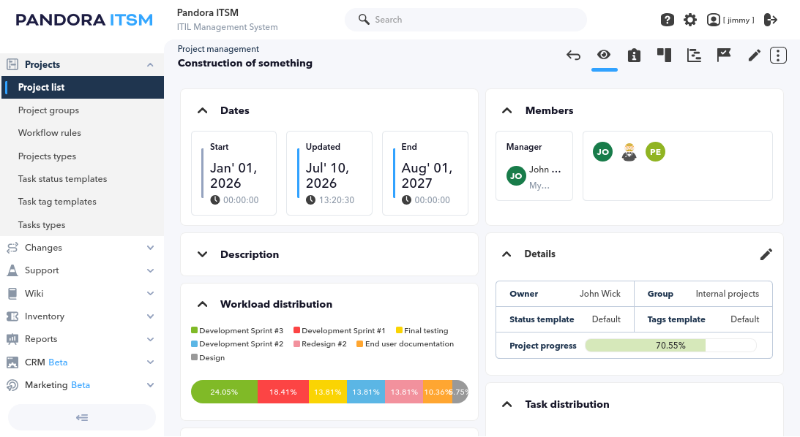 PANDORA ITSM
Pandora ITSM
ITIL Management System
Search
[ jimmy ]
Projects
Project list
Project groups
Workflow rules
Projects types
Task status templates
Task tag templates
Tasks types
Changes
Support
Wiki
Inventory
Reports
CRM Beta
Marketing Beta
Project management
Construction of something
Dates
Start
Jan' 01,
2026
00:00:00
Updated
Jul' 10,
2026
13:20:30
End
Aug' 01,
2027
00:00:00
Members
Manager
JO
John ...
My...
JO
PE
Description
Workload distribution
Development Sprint #3
Development Sprint #1
Final testing
Development Sprint #2
Redesign #2
End user documentation
Design
24.05%
18.41%
13.81%
13.81%
13.81%
10.36%
5.75%
Details
Owner John Wick
Group Internal projects
Status template Default
Tags template Default
Project progress 70.55%
Task distribution